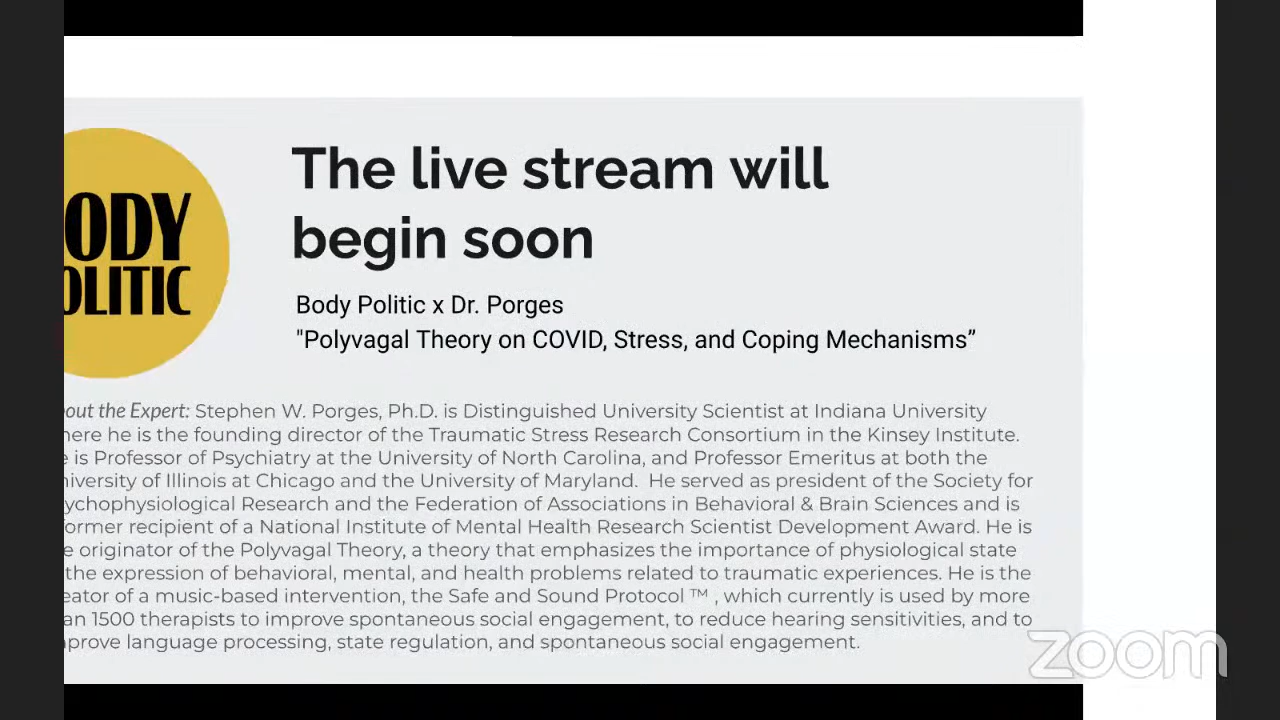 The live stream will
begin soon
ODY
OLITIC
Body Politic x Dr. Porges
"Polyvagal Theory on COVID, Stress, and Coping Mechanisms”
out the Expert: Stephen W. Porges, Ph.D. is Distinguished University Scientist at Indiana University
here he is the founding director of the Traumatic Stress Research Consortium in the Kinsey Institute.
e is Professor of Psychiatry at the University of North Carolina, and Professor Emeritus at both the
niversity of Illinois at Chicago and the University of Maryland.  He served as president of the Society for
ychophysiological Research and the Federation of Associations in Behavioral & Brain Sciences and is
former recipient of a National Institute of Mental Health Research Scientist Development Award. He is
e originator of the Polyvagal Theory, a theory that emphasizes the importance of physiological state
the expression of behavioral, mental, and health problems related to traumatic experiences. He is the
eator of a music-based intervention, the Safe and Sound Protocol ™ , which currently is used by more
an 1500 therapists to improve spontaneous social engagement, to reduce hearing sensitivities, and to
prove language processing, state regulation, and spontaneous social engagement.
zoom